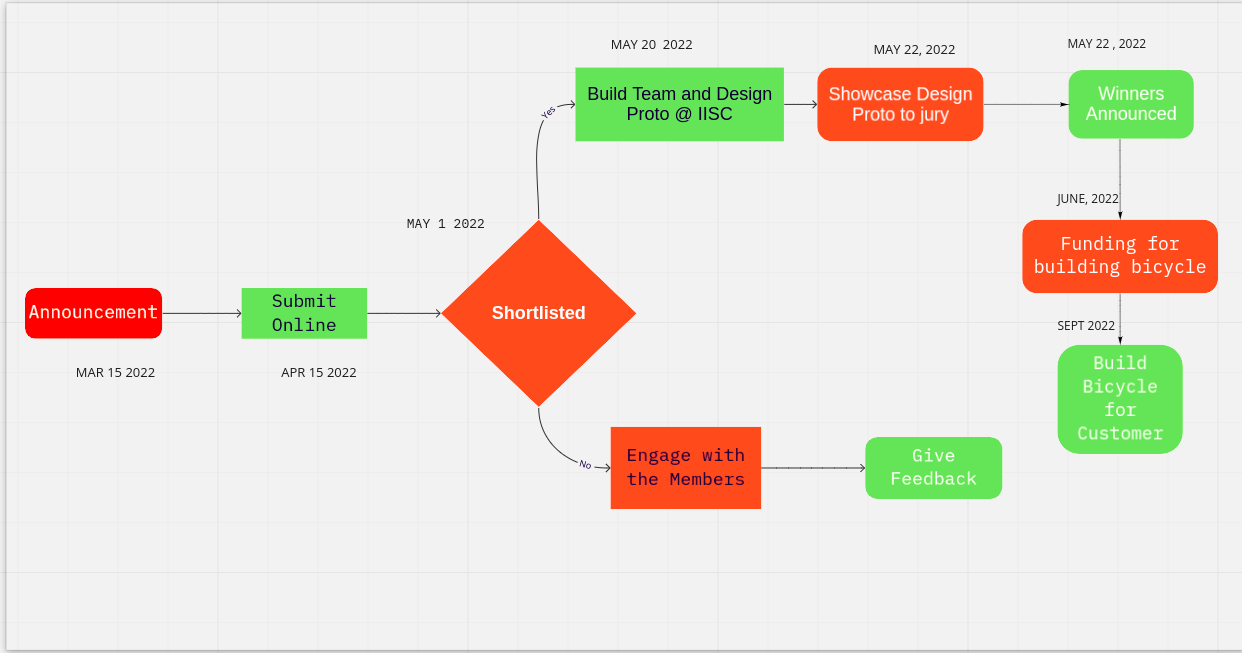 MAY 20  2022
MAY 22, 2022
MAY 22 , 2022
Yes
Build Team and Design
Proto @ IISC
Showcase Design
Proto to jury
Winners
Announced
JUNE, 2022
MAY 1 2022
Funding for
building bicycle
Announcement
Submit
Online
Shortlisted
SEPT 2022
MAR 15 2022
APR 15 2022
Build
Bicycle
for
Customer
No
Engage with
the Members
Give
Feedback